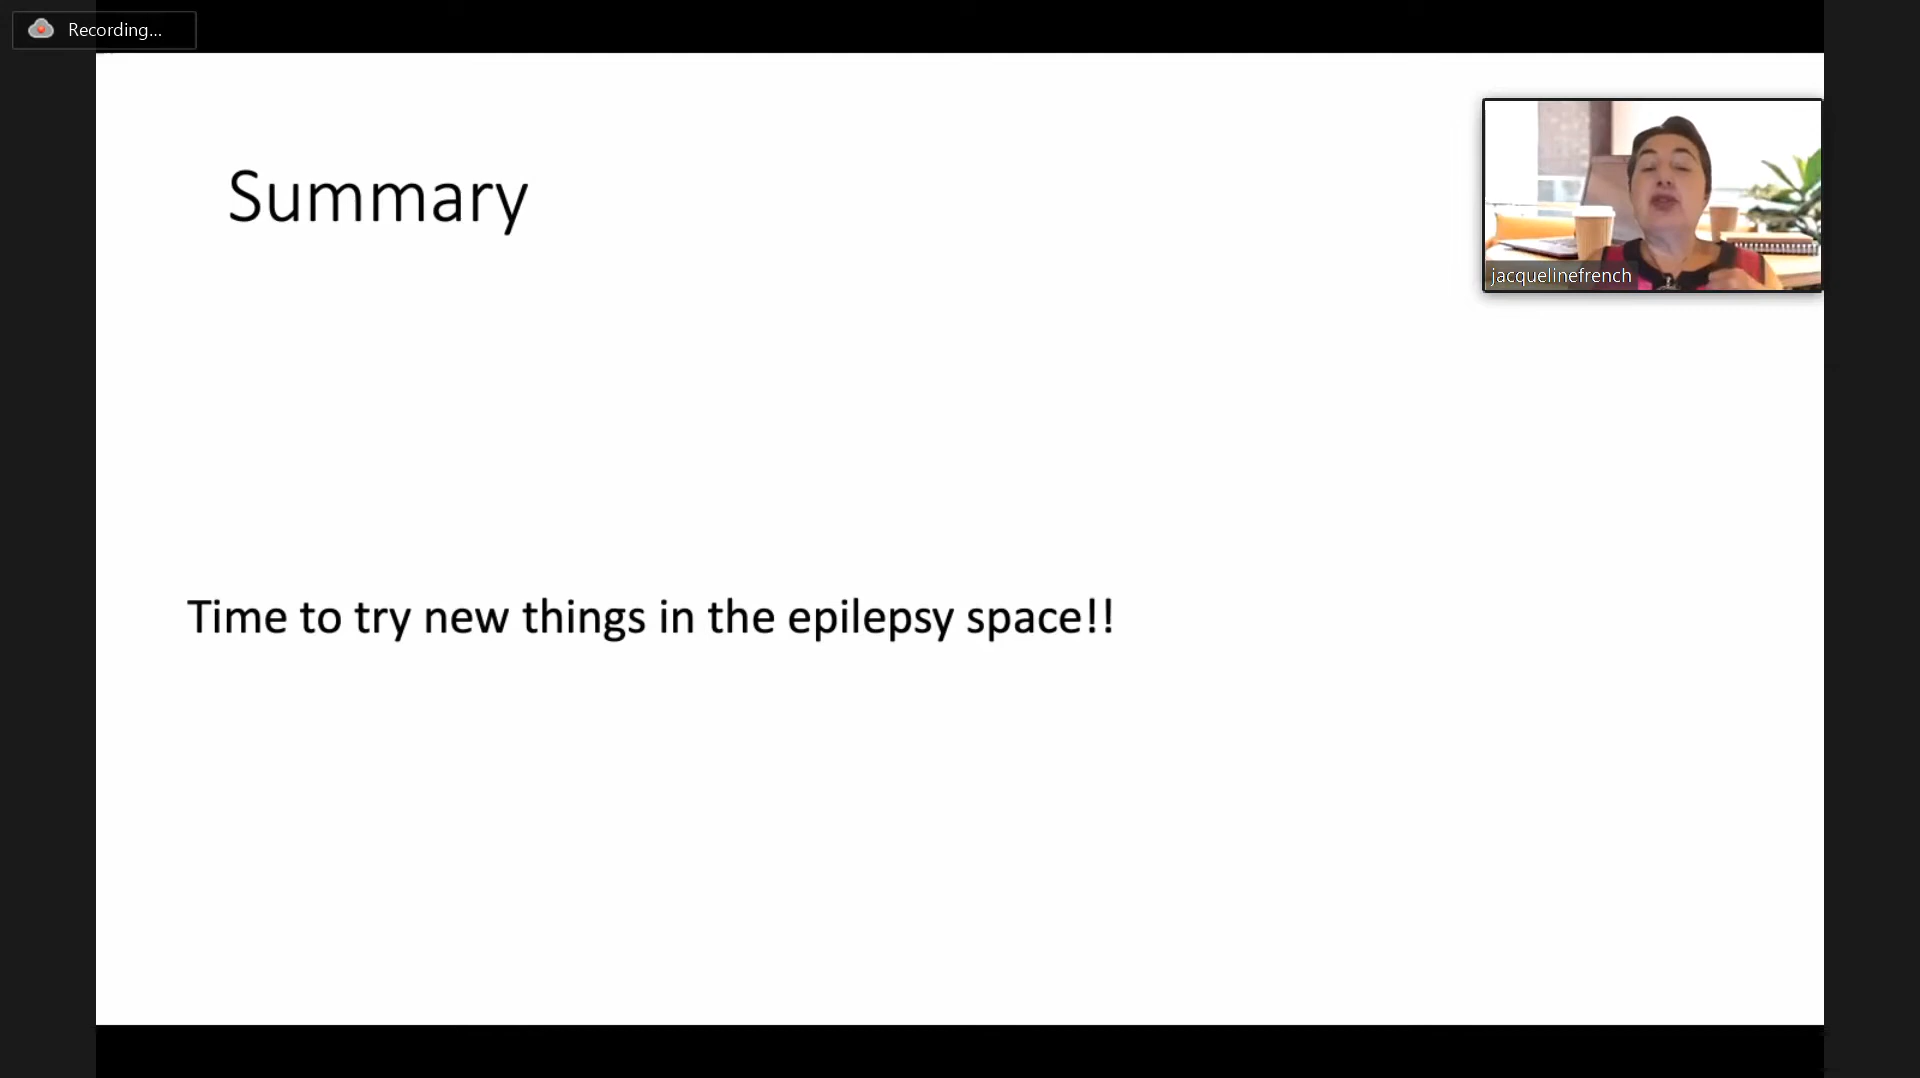 Recording...
Summary
jacquelinefrench
Time to try new things in the epilepsy space!!